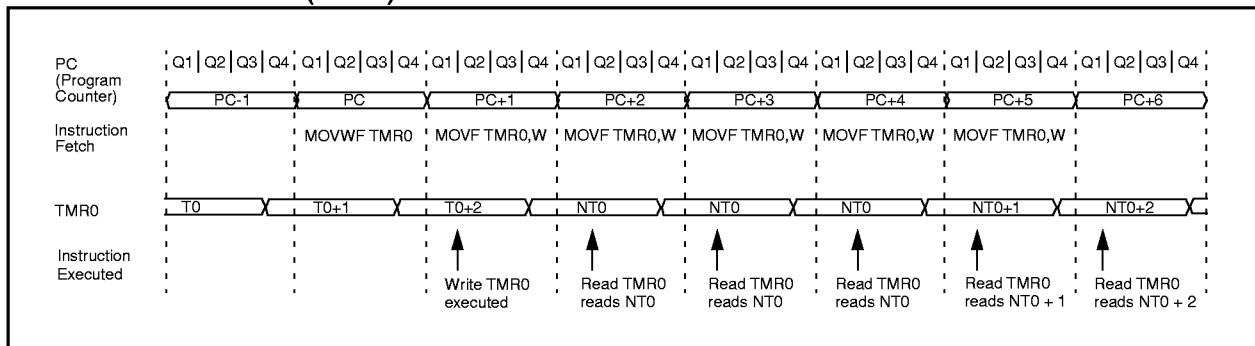 PC
(Program
Counter)
Q1 Q2 Q3 Q4 Q1 Q2 Q3 Q4 Q1 Q2 Q3 Q4 Q1 Q2 Q3 Q4 Q1 Q2 Q3 Q4 Q1 Q2 Q3 Q4 Q1 Q2 Q3 Q4 Q1 Q2 Q3 Q4
PC-1 PC PC+1 PC+2 PC+3 PC+4 PC+5 PC+6
Instruction
Fetch
MOVWF TMR0 MOVF TMR0,W MOVF TMR0,W MOVF TMR0,W MOVF TMR0,W MOVF TMR0,W
TMR0
T0 T0+1 T0+2 NT0 NT0 NT0 NT0+1 NT0+2
Instruction
Executed
Write TMR0
executed
Read TMR0
reads NT0
Read TMR0
reads NT0
Read TMR0
reads NT0
Read TMR0
reads NT0 + 1
Read TMR0
reads NT0 + 2